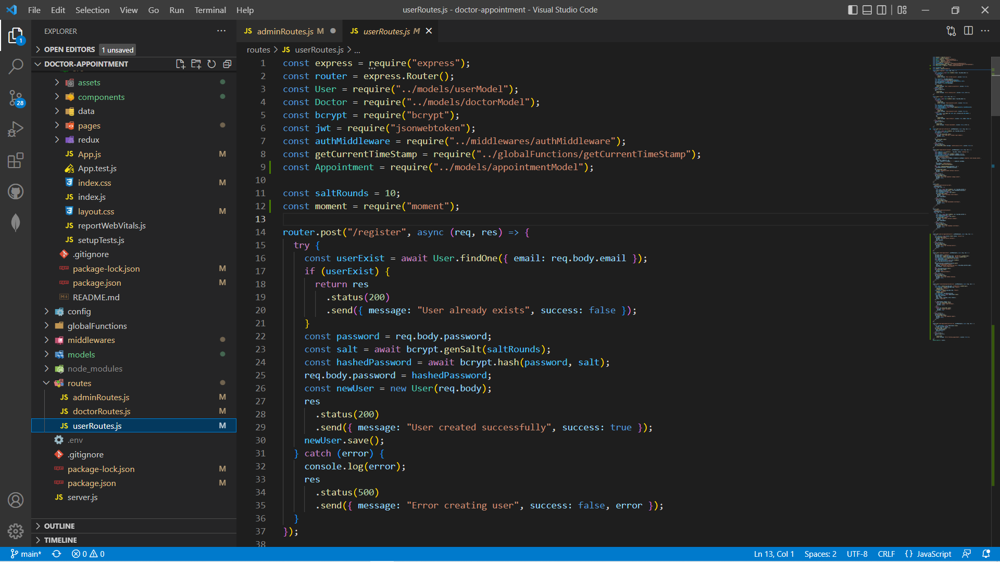 File Edit Selection View Go Run Terminal Help
userRoutes.js - doctor-appointment - Visual Studio Code
EXPLORER
OPEN EDITORS 1 unsaved
DOCTOR-APPOINTMENT
assets
components
data
pages
redux
JS App.js M
App.test.js
index.css M
JS index.js
layout.css M
JS reportWebVitals.js
JS setupTests.js
.gitignore
package-lock.json M
package.json M
README.md
config
globalFunctions
middlewares
models
node_modules
routes
JS adminRoutes.js M
JS doctorRoutes.js M
JS userRoutes.js M
.env
.gitignore
package-lock.json M
package.json M
JS server.js
OUTLINE
TIMELINE
1
28
JS adminRoutes.js M
JS userRoutes.js M
routes > JS userRoutes.js > ...
1 const express = require("express");
2 const router = express.Router();
3 const User = require("../models/userModel");
4 const Doctor = require("../models/doctorModel");
5 const bcrypt = require("bcrypt");
6 const jwt = require("jsonwebtoken");
7 const authMiddleware = require("../middlewares/authMiddleware");
8 const getCurrentTimeStamp = require("../globalFunctions/getCurrentTimeStamp");
9 const Appointment = require("../models/appointmentModel");
10
11 const saltRounds = 10;
12 const moment = require("moment");
13
14 router.post("/register", async (req, res) => {
15 try {
16 const userExist = await User.findOne({ email: req.body.email });
17 if (userExist) {
18 return res
19 .status(200)
20 .send({ message: "User already exists", success: false });
21 }
22 const password = req.body.password;
23 const salt = await bcrypt.genSalt(saltRounds);
24 const hashedPassword = await bcrypt.hash(password, salt);
25 req.body.password = hashedPassword;
26 const newUser = new User(req.body);
27 res
28 .status(200)
29 .send({ message: "User created successfully", success: true });
30 newUser.save();
31 } catch (error) {
32 console.log(error);
33 res
34 .status(500)
35 .send({ message: "Error creating user", success: false, error });
36 }
37 });
38
main* 0 0
Ln 13, Col 1 Spaces: 2 UTF-8 CRLF {} JavaScript